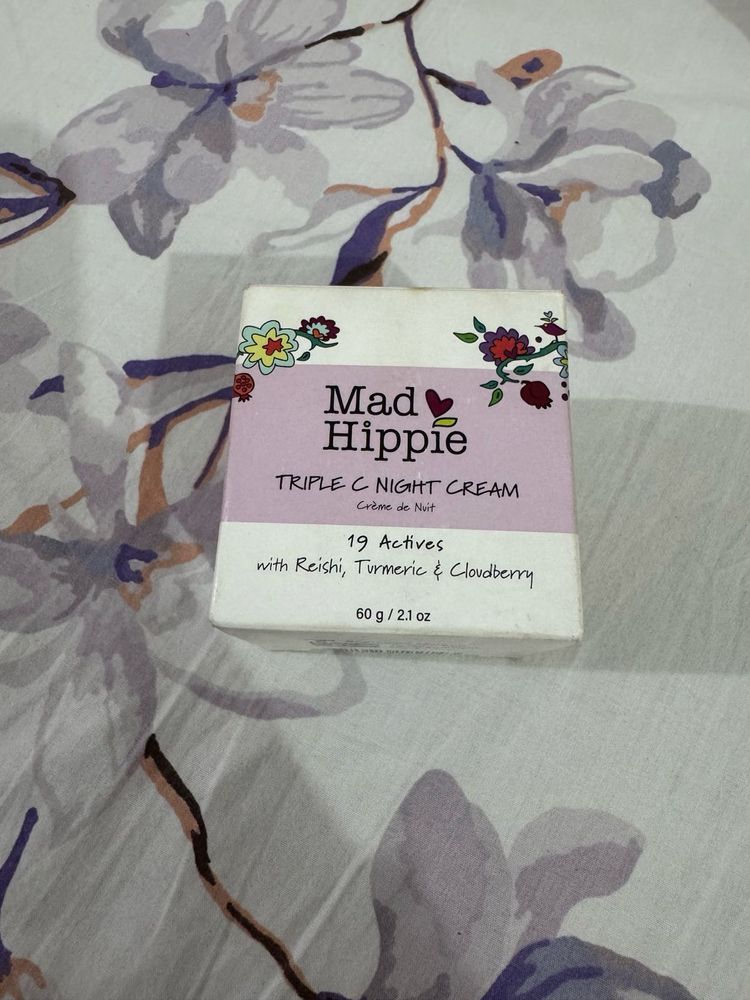 Mad
Hippie
TRIPLE C NIGHT CREAM
Crème de Nuit
19 Actives
with Reishi, Turmeric & Cloudberry
60 g / 2.1 oz